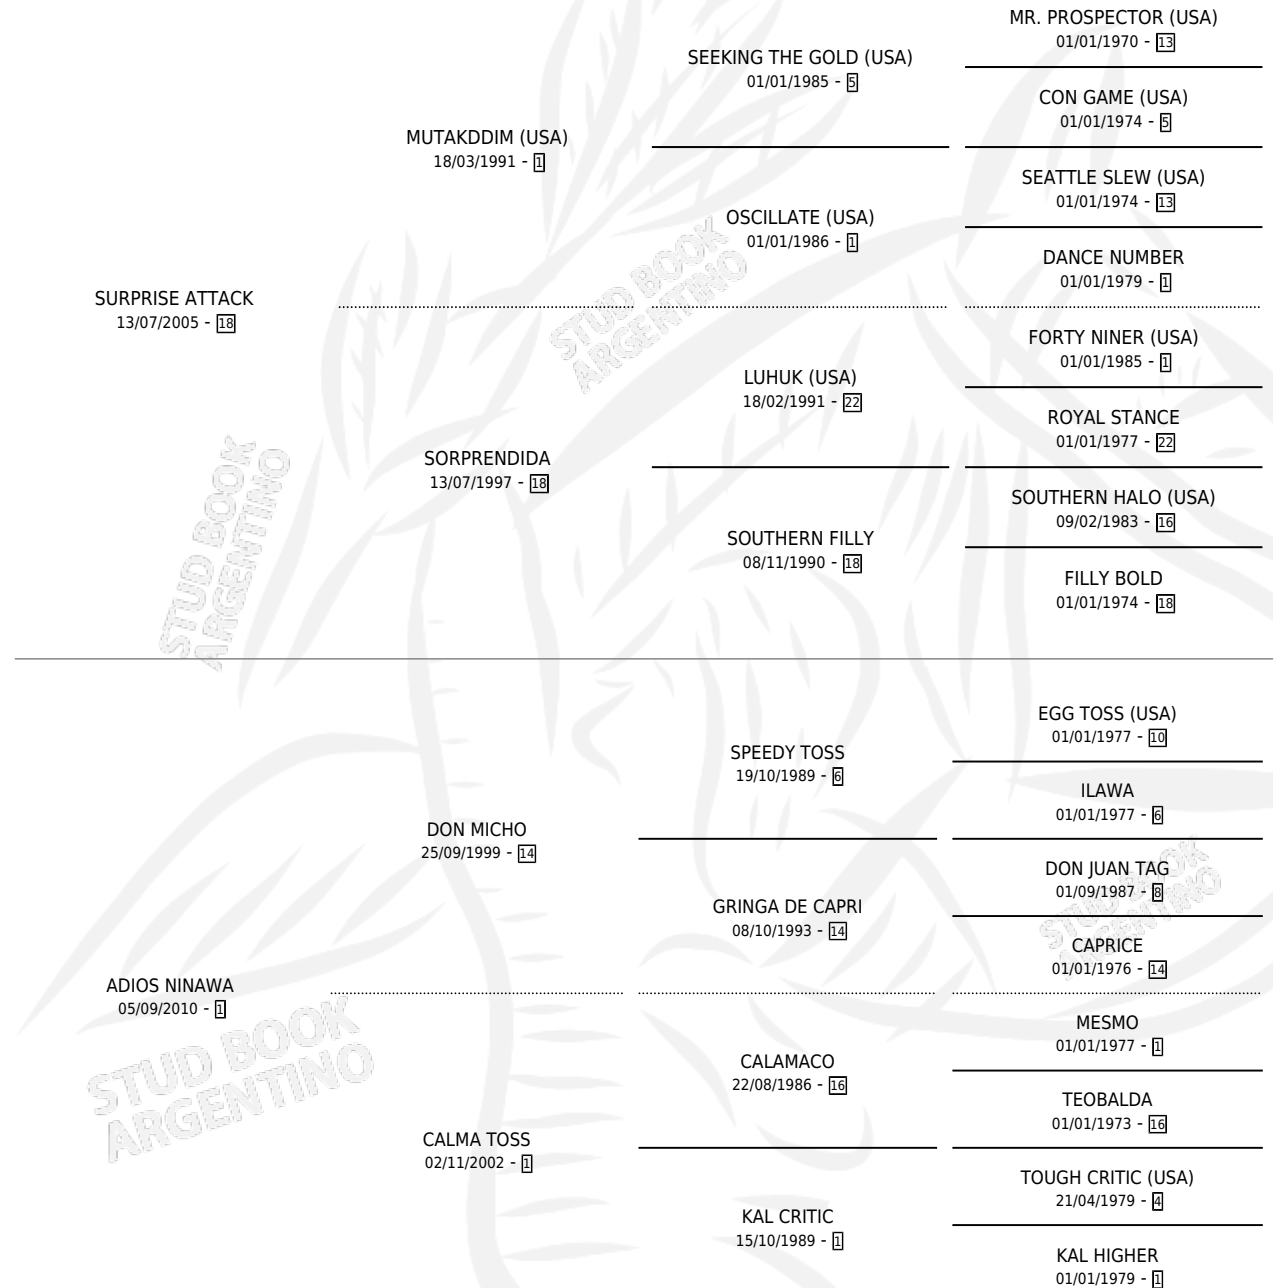 MR. PROSPECTOR (USA)
01/01/1970 - 13
SEEKING THE GOLD (USA)
01/01/1985 - 5
CON GAME (USA)
01/01/1974 - 5
MUTAKDDIM (USA)
18/03/1991 - 1
SEATTLE SLEW (USA)
01/01/1974 - 13
OSCILLATE (USA)
01/01/1986 - 1
DANCE NUMBER
01/01/1979 - 1
SURPRISE ATTACK
13/07/2005 - 18
STUD BOOK
ARGENTINO
FORTY NINER (USA)
01/01/1985 - 1
LUHUK (USA)
18/02/1991 - 22
ROYAL STANCE
01/01/1977 - 22
SORPRENDIDA
13/07/1997 - 18
SOUTHERN HALO (USA)
09/02/1983 - 16
SOUTHERN FILLY
08/11/1990 - 18
FILLY BOLD
01/01/1974 - 18
STUD BOOK
ARGENTINO
EGG TOSS (USA)
01/01/1977 - 10
SPEEDY TOSS
19/10/1989 - 6
ILAWA
01/01/1977 - 6
DON MICHO
25/09/1999 - 14
DON JUAN TAG
01/09/1987 - 8
GRINGA DE CAPRI
08/10/1993 - 14
STUD BOOK
ARGENTINO
CAPRICE
01/01/1976 - 14
ADIOS NINAWA
05/09/2010 - 1
MESMO
01/01/1977 - 1
CALAMACO
22/08/1986 - 16
TEOBALDA
01/01/1973 - 16
STUD BOOK
ARGENTINO
CALMA TOSS
02/11/2002 - 1
TOUGH CRITIC (USA)
21/04/1979 - 4
KAL CRITIC
15/10/1989 - 1
KAL HIGHER
01/01/1979 - 1